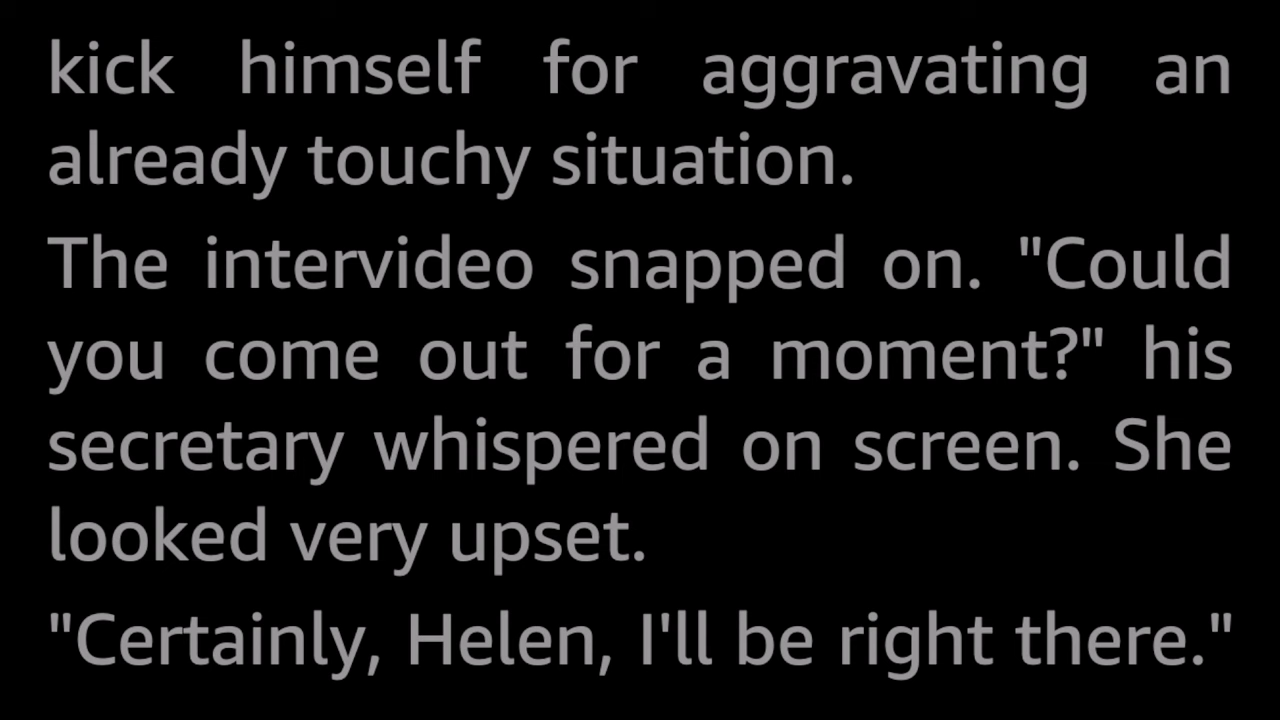 kick himself for aggravating an
already touchy situation.
The intervideo snapped on. "Could
you come out for a moment?" his
secretary whispered on screen. She
looked very upset.
"Certainly, Helen, I'll be right there."